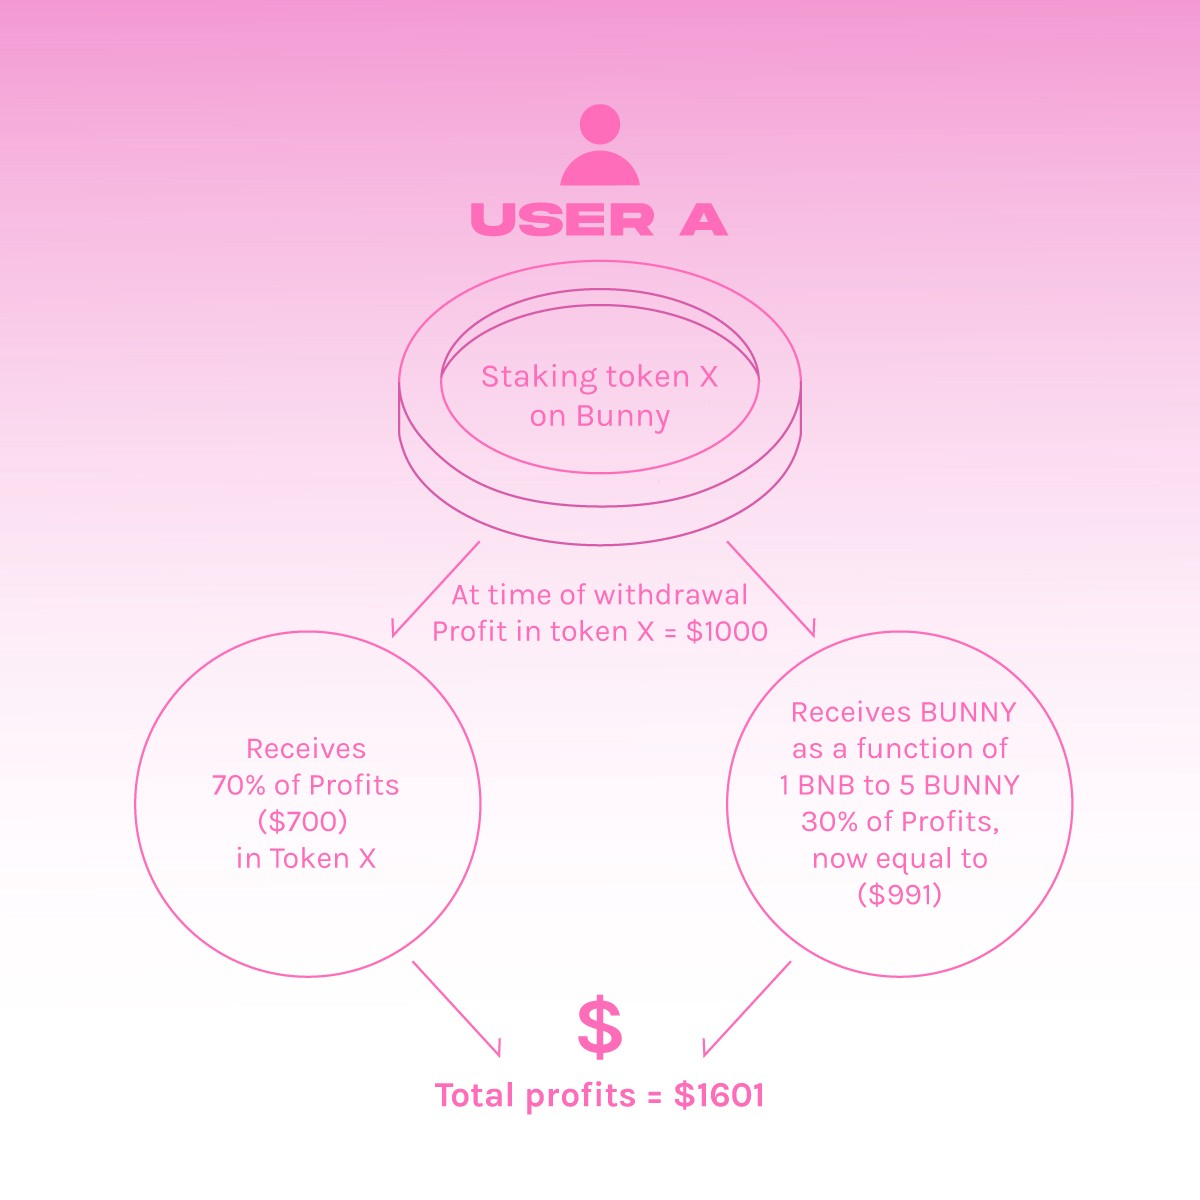 USER A
Staking token X
on Bunny
At time of withdrawal
Profit in token X = $1000
Receives
70% of Profits
($700)
in Token X
Receives BUNNY
as a function of
1 BNB to 5 BUNNY
30% of Profits,
now equal to
($991)
$
Total profits = $1601